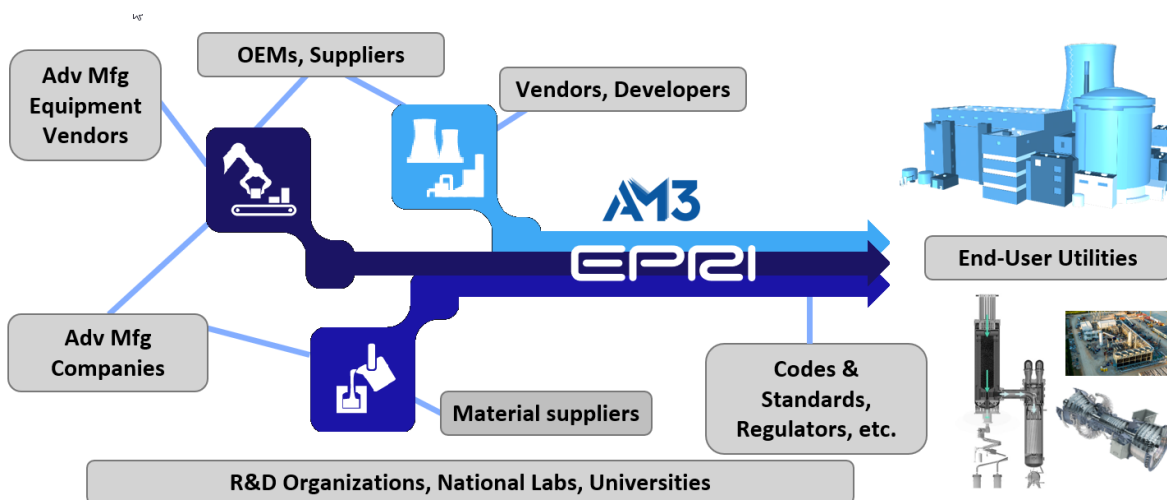 OEMs, Suppliers
Adv Mfg
Equipment
Vendors
Vendors, Developers
AM3
EPRI
End-User Utilities
Adv Mfg
Companies
Material suppliers
Codes &
Standards,
Regulators, etc.
R&D Organizations, National Labs, Universities